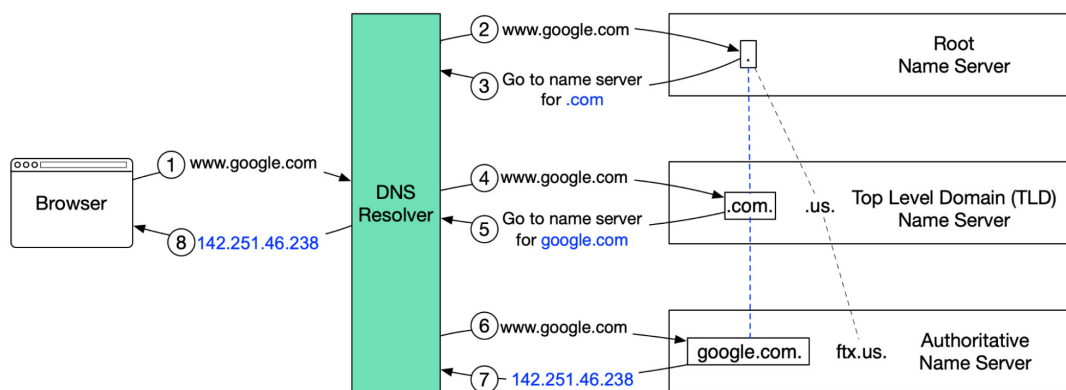 Browser
1 www.google.com
8 142.251.46.238
DNS
Resolver
2 www.google.com
3 Go to name server
for .com
.
Root
Name Server
4 www.google.com
5 Go to name server
for google.com
.com.
.us.
Top Level Domain (TLD)
Name Server
6 www.google.com
7 142.251.46.238
google.com.
ftx.us.
Authoritative
Name Server